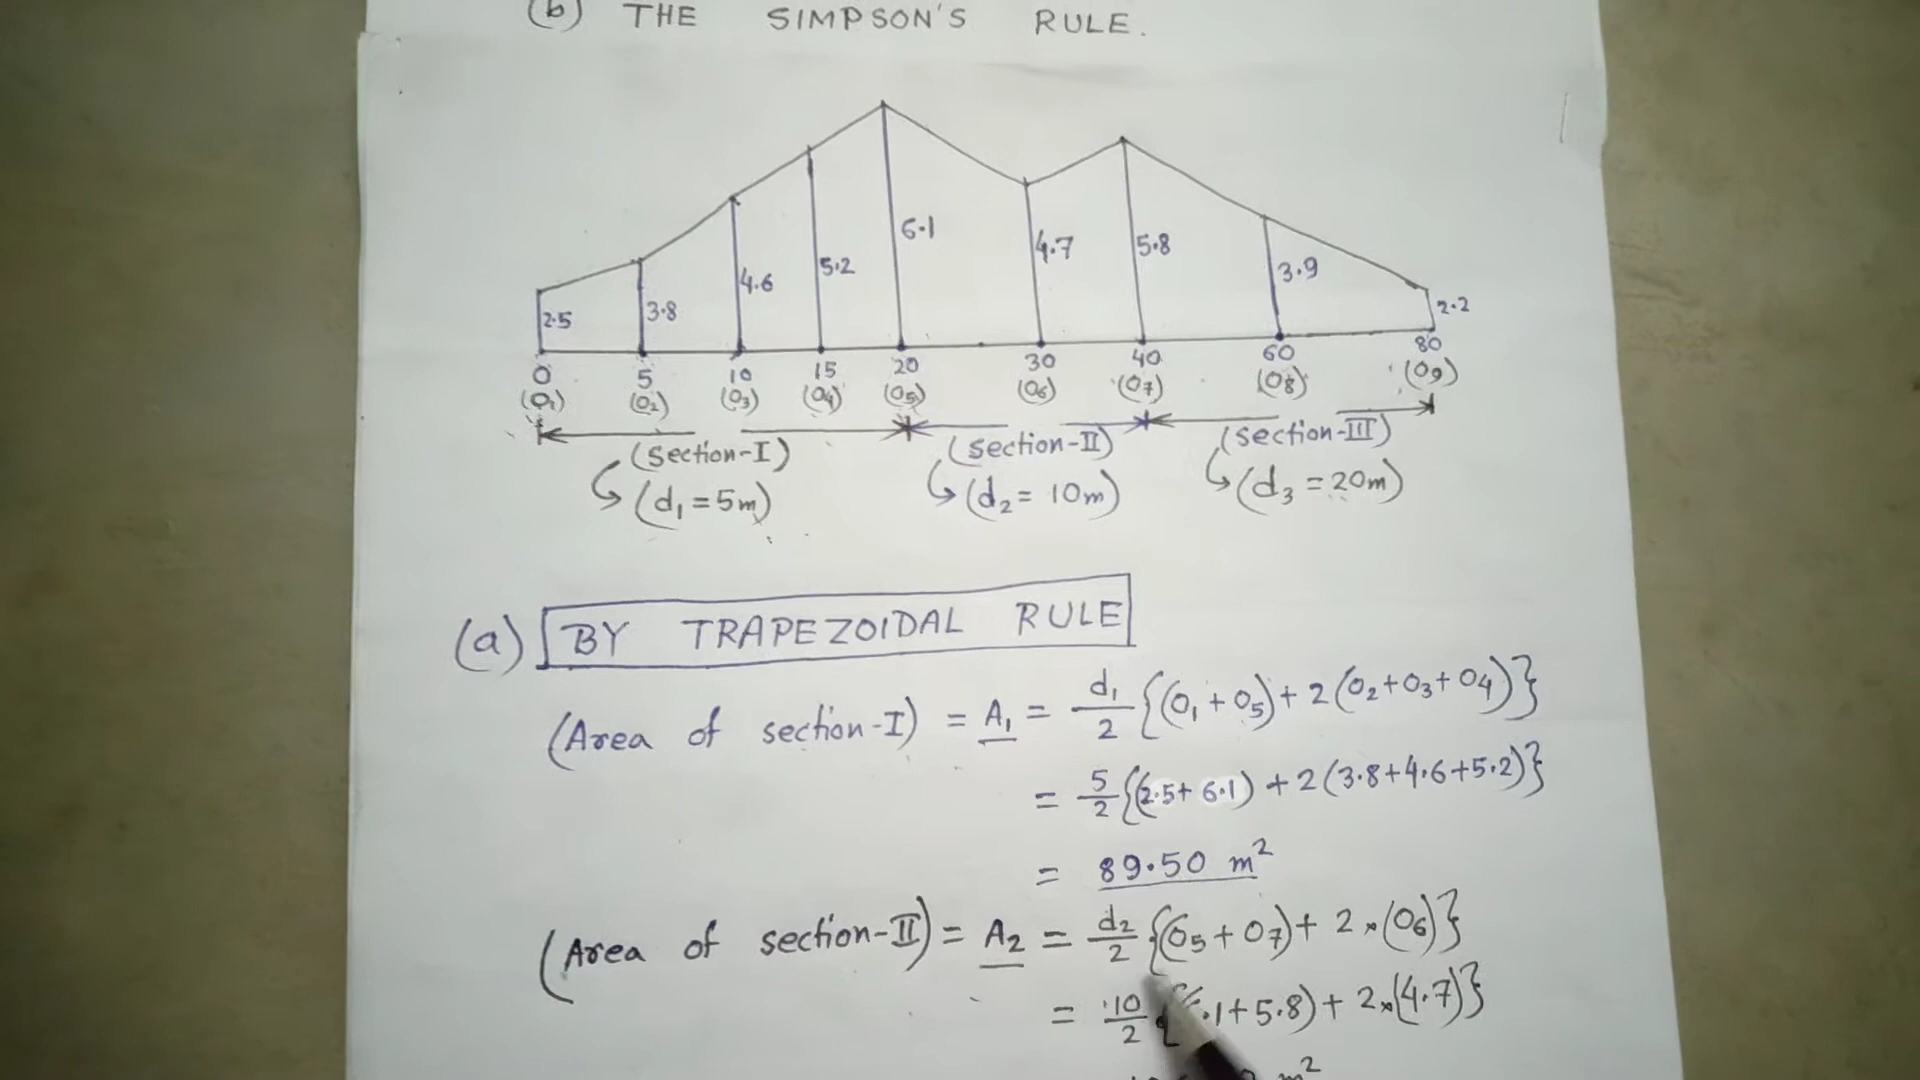 (b) THE SIMPSON'S RULE.
2.5 3.8 4.6 5.2 6.1 4.7 5.8 3.9 2.2
0 5 10 15 20 30 40 60 80
(O₁) (O₂) (O₃) (O₄) (O₅) (O₆) (O₇) (O₈) (O₉)
(section-I) (section-II) (section-III)
(d₁ = 5m) (d₂ = 10m) (d₃ = 20m)
(a) BY TRAPEZOIDAL RULE
(Area of section-I) = A₁ = d₁/2 {(O₁ + O₅) + 2 (O₂+O₃+O₄)}
= 5/2 {(2.5+ 6.1) + 2 (3.8+4.6+5.2)}
= 89.50 m²
(Area of section-II) = A₂ = d₂/2 {(O₅ + O₇) + 2 × (O₆)}
= 10/2 .1+5.8) + 2 × (4.7)}
m²